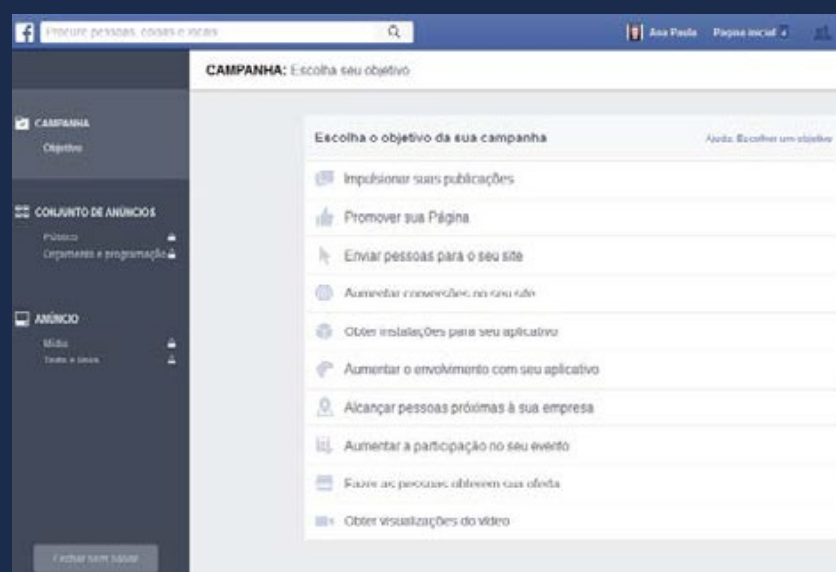 f Procure pessoas, coisas e locais
Ana Paula Página inicial
CAMPANHA: Escolha seu objetivo
CAMPANHA
Objetivo
Escolha o objetivo da sua campanha
Ajuda: Escolher um objetivo
Impulsionar suas publicações
Promover sua Página
Enviar pessoas para o seu site
Aumentar conversões no seu site
Obter instalações para seu aplicativo
Aumentar o envolvimento com seu aplicativo
Alcançar pessoas próximas à sua empresa
Aumentar a participação no seu evento
Fazer as pessoas obterem sua oferta
Obter visualizações do vídeo
CONJUNTO DE ANÚNCIOS
Público
Orçamento e programação
ANÚNCIO
Mídia
Texto e links
Fechar sem salvar